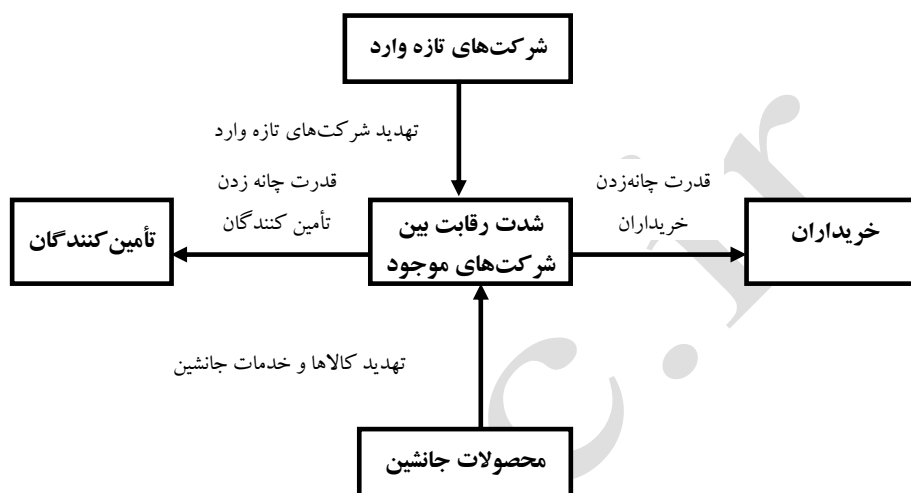 شرکت‌های تازه وارد
تهدید شرکت‌های تازه وارد
قدرت چانه‌زدن
خریداران
قدرت چانه زدن
تأمین کنندگان
خریداران
شدت رقابت بین
شرکت‌های موجود
تأمین‌کنندگان
تهدید کالاها و خدمات جانشین
محصولات جانشین
c.ir